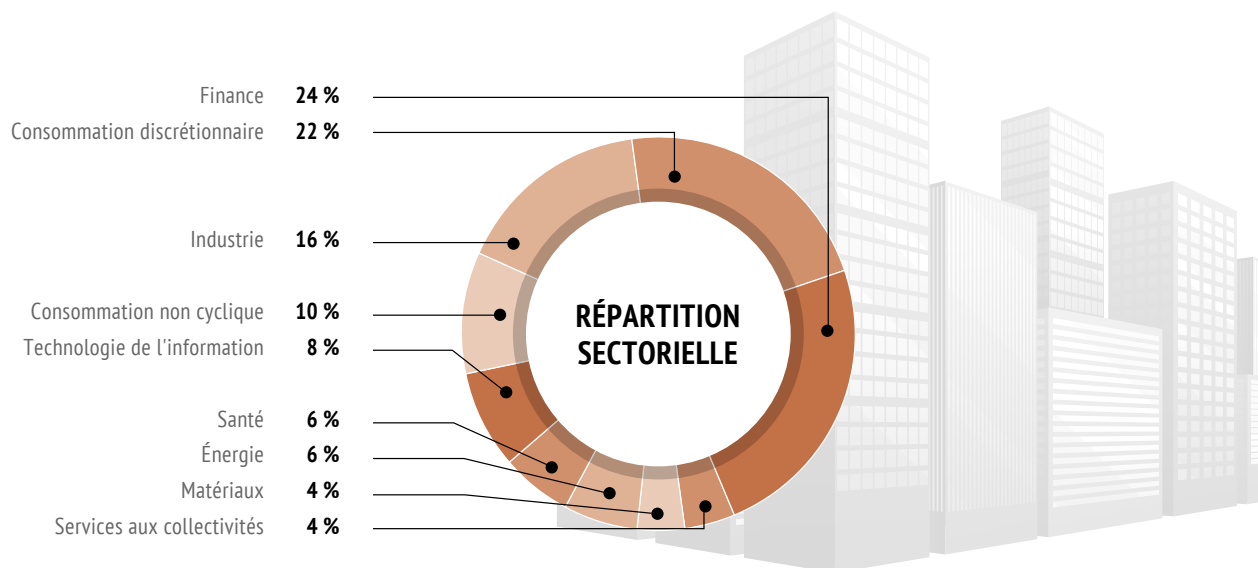 Finance 24 %
Consommation discrétionnaire 22 %
Industrie 16 %
Consommation non cyclique 10 %
Technologie de l'information 8 %
Santé 6 %
Énergie 6 %
Matériaux 4 %
Services aux collectivités 4 %
RÉPARTITION
SECTORIELLE